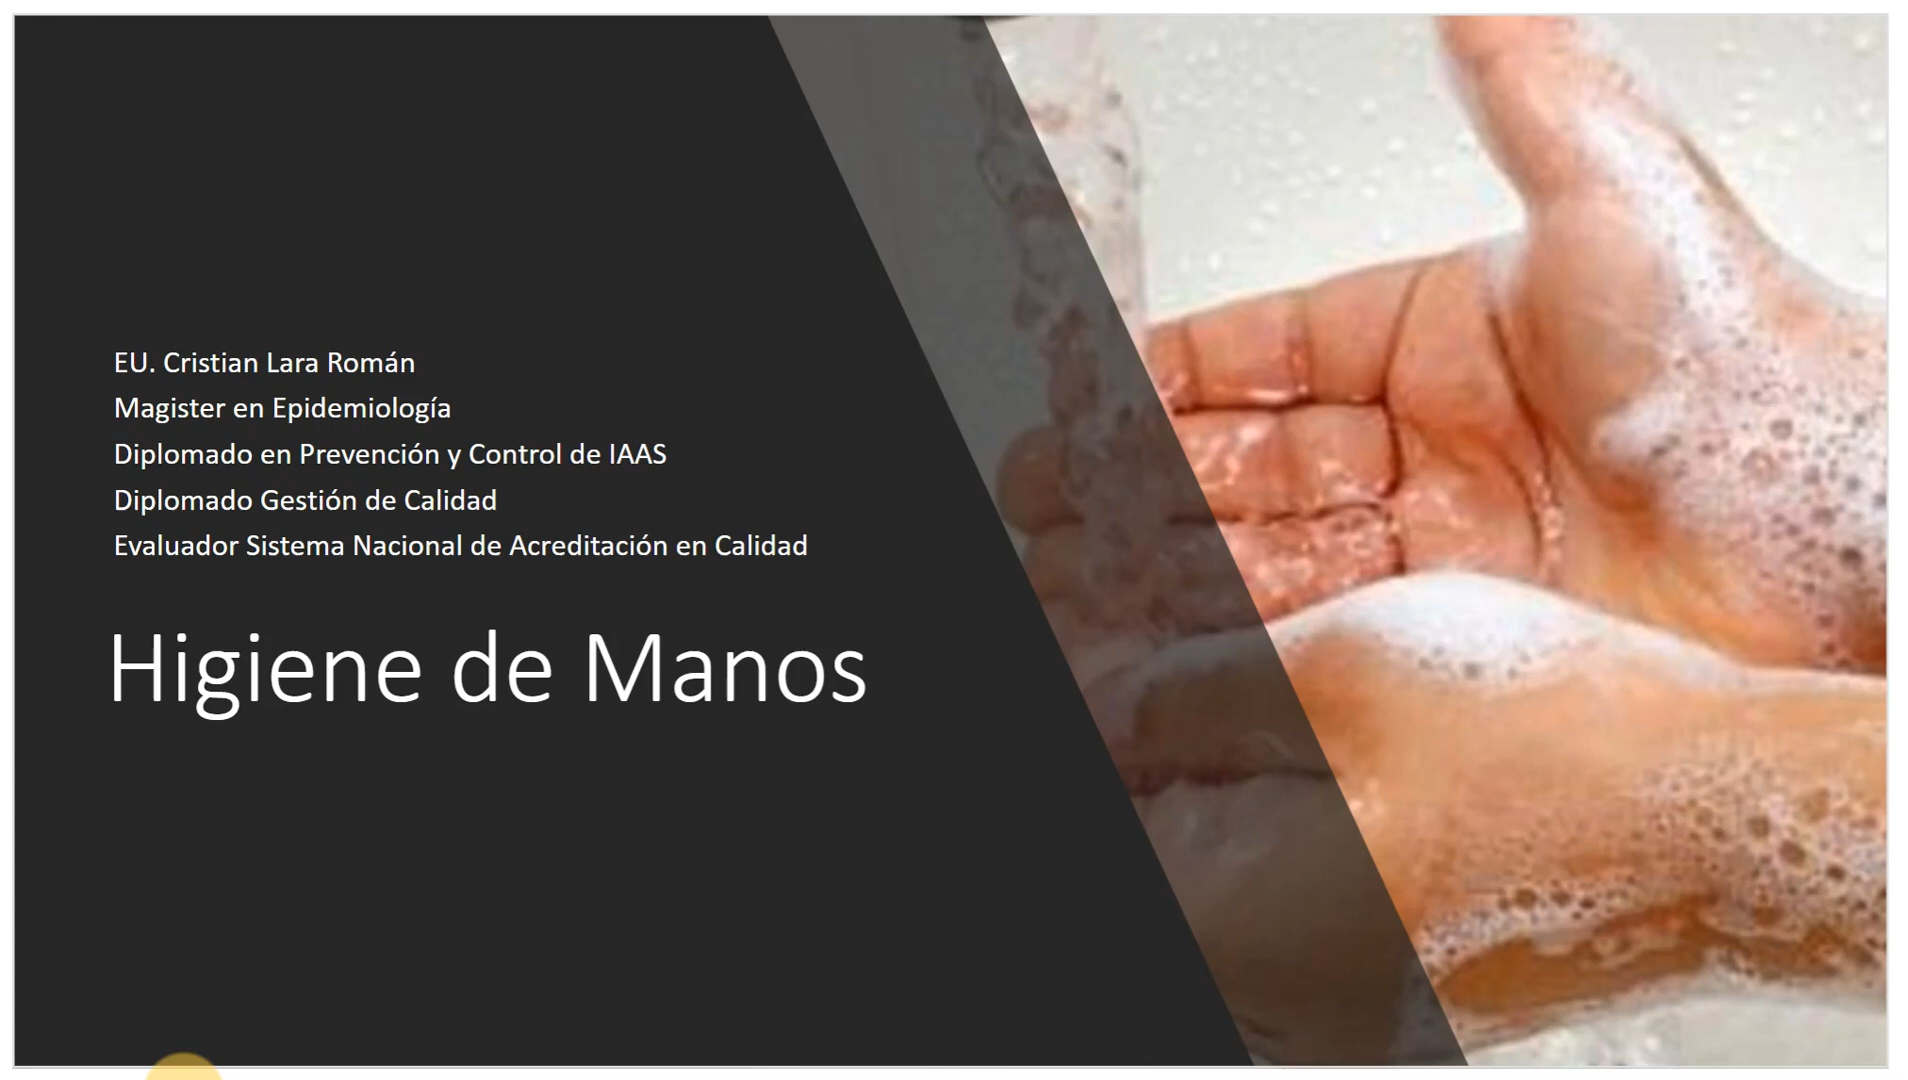 EU. Cristian Lara Román
Magister en Epidemiología
Diplomado en Prevención y Control de IAAS
Diplomado Gestión de Calidad
Evaluador Sistema Nacional de Acreditación en Calidad
Higiene de Manos